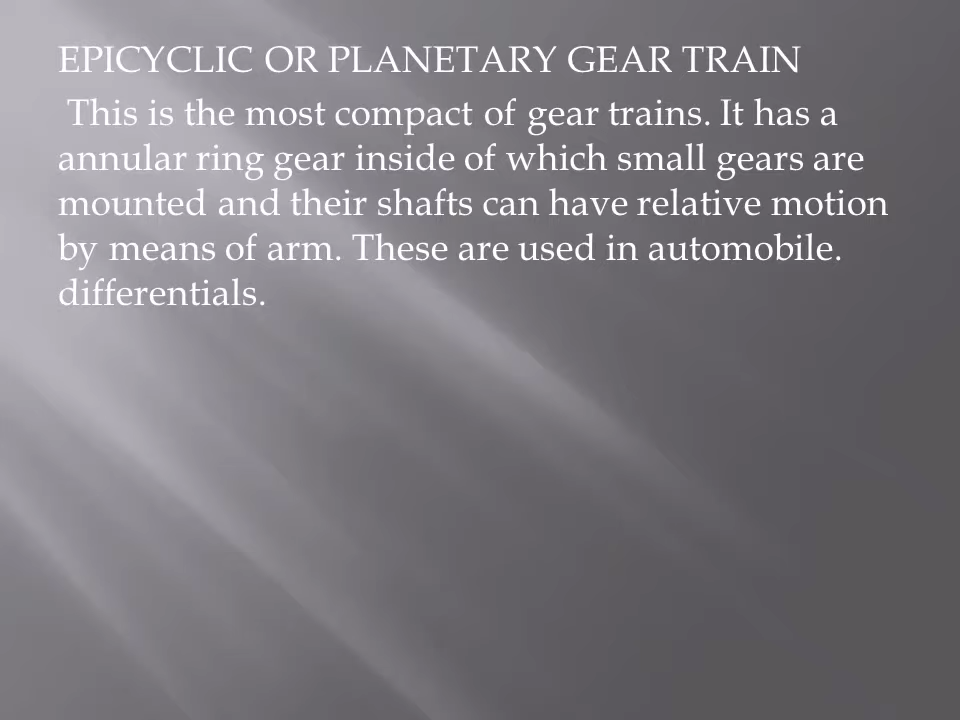 EPICYCLIC OR PLANETARY GEAR TRAIN
This is the most compact of gear trains. It has a
annular ring gear inside of which small gears are
mounted and their shafts can have relative motion
by means of arm. These are used in automobile.
differentials.